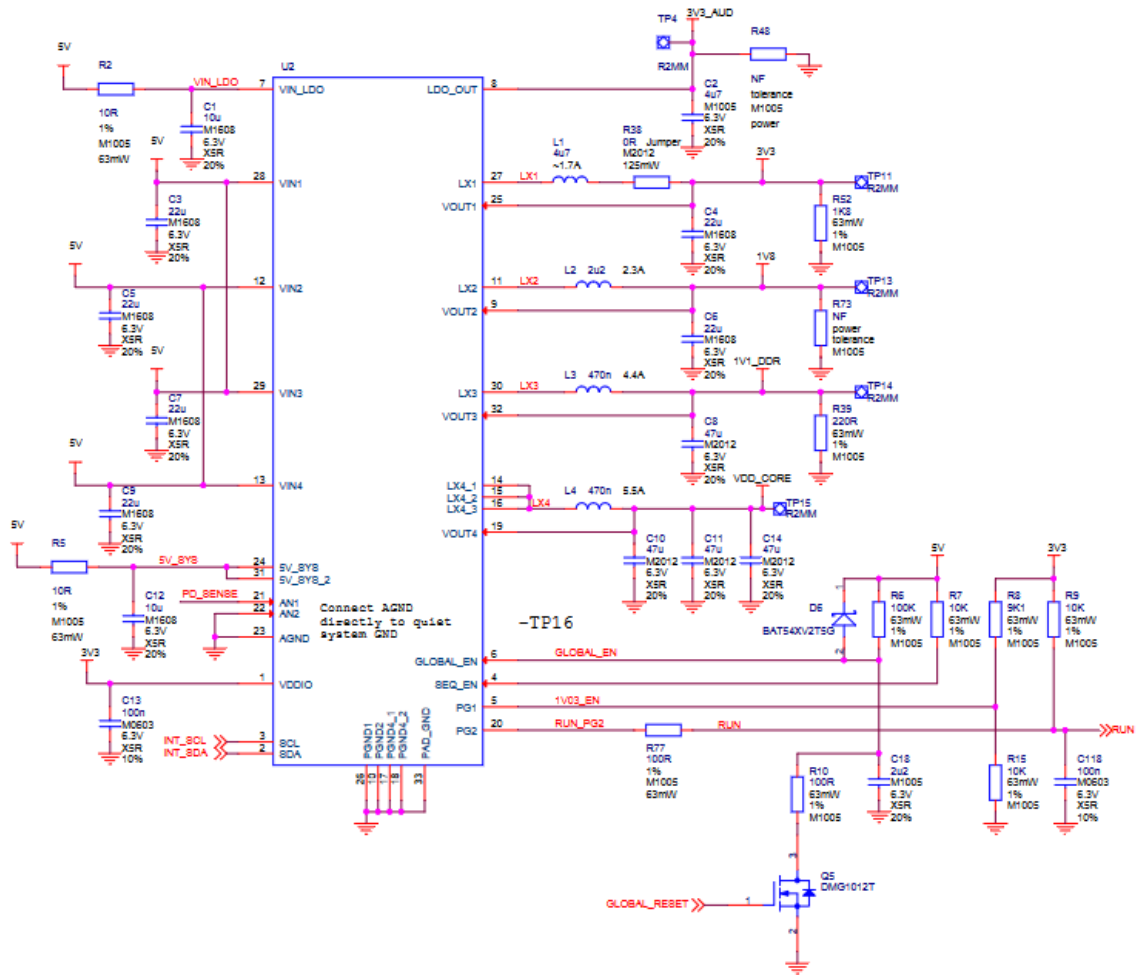 3V3_AUD
TP4
R48
R2MM
NF
tolerance
M1005
power
5V
R2
VIN_LDO
10R
1%
M1005
63mW
C1
10u
M1608
6.3V
X5R
20%
U2
7 VIN_LDO
LDO_OUT 8
C2
4u7
M1005
6.3V
X5R
20%
5V
28 VIN1
C3
22u
M1608
6.3V
X5R
20%
LX1 27 LX1
VOUT1 25
L1
4u7
~1.7A
R38
0R Jumper
M2012
125mW
3V3
TP11
R2MM
C4
22u
M1608
6.3V
X5R
20%
R52
1K8
63mW
1%
M1005
5V
12 VIN2
C5
22u
M1608
6.3V
X5R
20%
LX2 11 LX2
VOUT2 9
L2 2u2 2.3A
1V8
TP13
R2MM
C6
22u
M1608
6.3V
X5R
20%
R73
NF
power
tolerance
M1005
5V
29 VIN3
C7
22u
M1608
6.3V
X5R
20%
LX3 30 LX3
VOUT3 32
L3 470n 4.4A
1V1_DDR
TP14
R2MM
C8
47u
M2012
6.3V
X5R
20%
R39
220R
63mW
1%
M1005
5V
13 VIN4
C9
22u
M1608
6.3V
X5R
20%
LX4_1 14
LX4_2 15
LX4_3 16 LX4
VOUT4 19
L4 470n 5.5A
VDD_CORE
TP15
R2MM
C10
47u
M2012
6.3V
X5R
20%
C11
47u
M2012
6.3V
X5R
20%
C14
47u
M2012
6.3V
X5R
20%
5V
R5
10R
1%
M1005
63mW
5V_SYS
24 5V_SYS
31 5V_SYS_2
PD_SENSE
21 AN1
22 AN2
23 AGND
C12
10u
M1608
6.3V
X5R
20%
Connect AGND
directly to quiet
system GND
-TP16
3V3
1 VDDIO
C13
100n
M0603
6.3V
X5R
10%
INT_SCL 3 SCL
INT_SDA 2 SDA
PGND1
PGND2
PGND4_1
PGND4_2
PAD_GND
26
10
17
18
33
GLOBAL_EN 6 GLOBAL_EN
SEQ_EN 4
PG1 5 1V03_EN
PG2 20 RUN_PG2
R77
100R
1%
M1005
63mW
RUN
RUN
D6
BAT54XV2T5G
1
2
5V
R6
100K
63mW
1%
M1005
R7
10K
63mW
1%
M1005
3V3
R8
9K1
63mW
1%
M1005
R9
10K
63mW
1%
M1005
R10
100R
63mW
1%
M1005
C18
2u2
M1005
6.3V
X5R
20%
R15
10K
63mW
1%
M1005
C118
100n
M0603
6.3V
X5R
10%
GLOBAL_RESET
1
3
2
Q5
DMG1012T